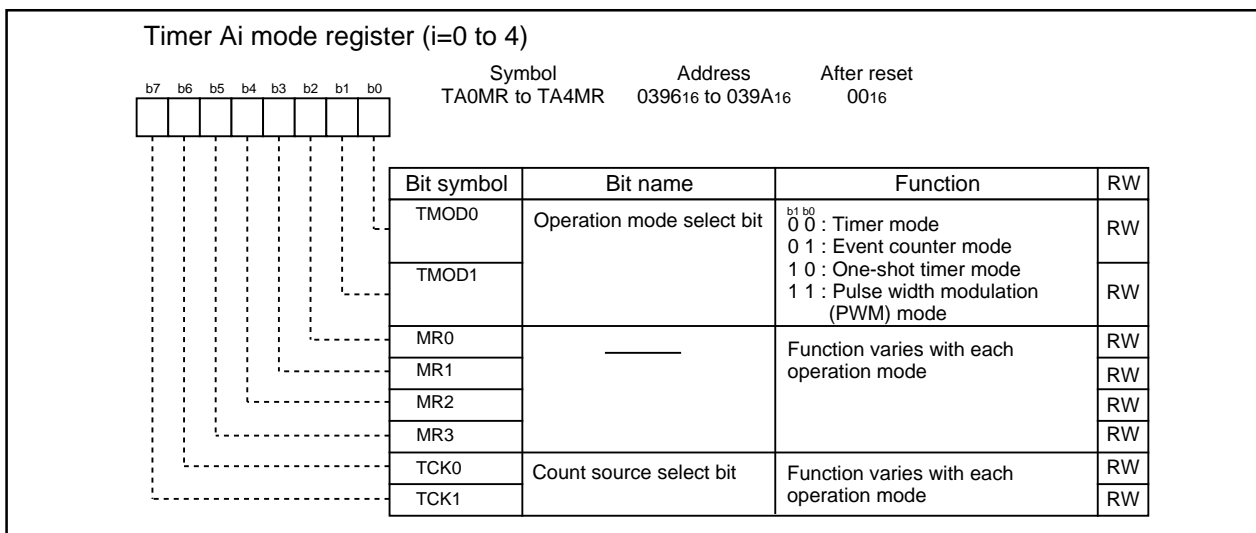 Timer Ai mode register (i=0 to 4)
Symbol Address After reset
b7 b6 b5 b4 b3 b2 b1 b0
TA0MR to TA4MR 039616 to 039A16 0016
Bit symbol Bit name Function RW
TMOD0 Operation mode select bit b1 b0
0 0 : Timer mode RW
0 1 : Event counter mode
TMOD1 1 0 : One-shot timer mode
1 1 : Pulse width modulation RW
(PWM) mode
MR0 Function varies with each RW
MR1 operation mode RW
MR2 RW
MR3 RW
TCK0 Count source select bit Function varies with each RW
TCK1 operation mode RW